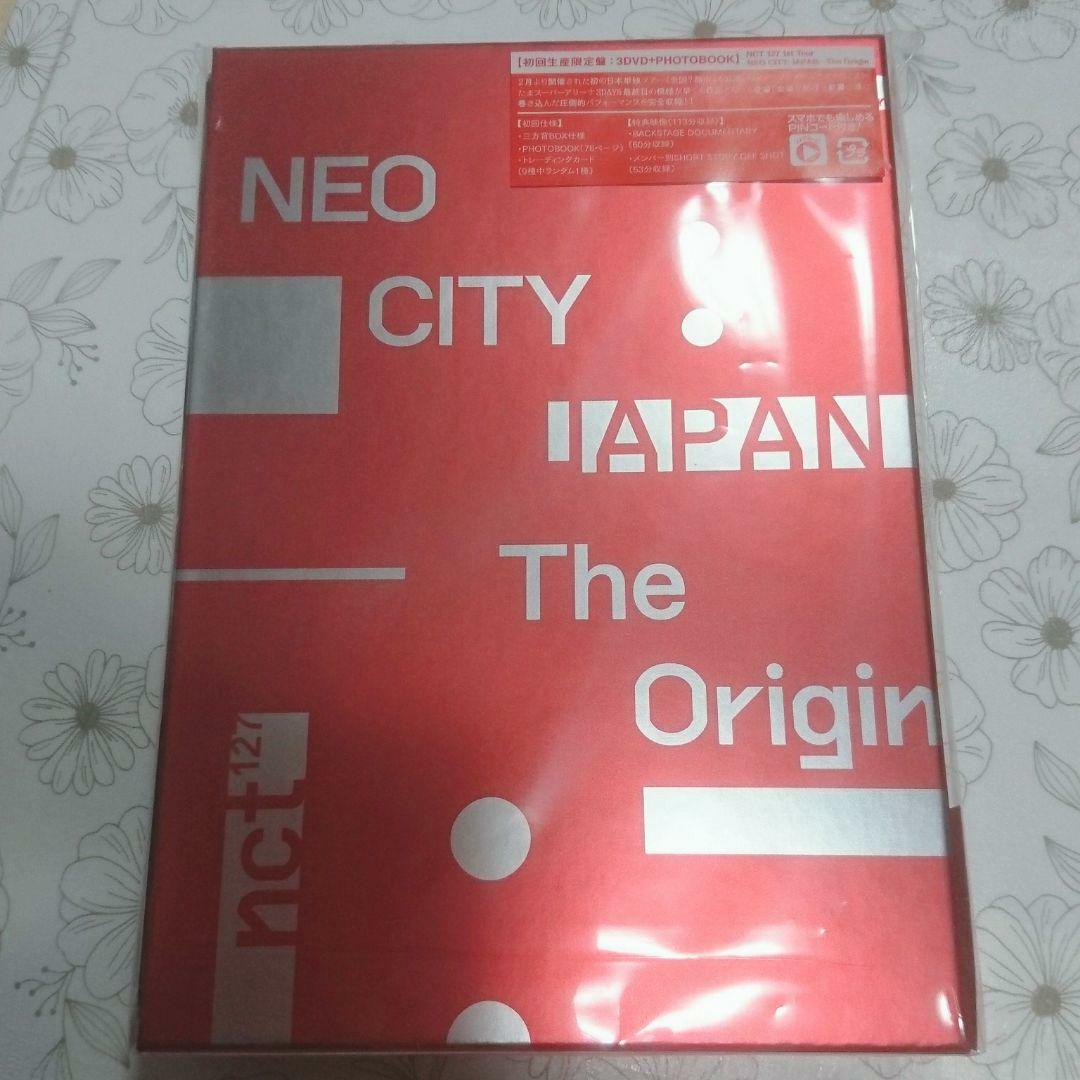 【初回生産限定盤：3DVD+PHOTOBOOK】
NCT 127 1st Tour
NEO CITY: JAPAN - The Origin
2月より開催された初の日本単独ツアー
たまスーパーアリーナ3DAYS最終日の模様が
巻き込んだ圧倒的パフォーマンスを完全収録！！
【初回仕様】
・三方背BOX仕様
・PHOTOBOOK(76ページ)
・トレーディングカード
(9種中ランダム1種)
【特典映像(113分収録)】
・BACKSTAGE DOCUMENTARY
(60分収録)
・メンバー別SHORT STORY OFF SHOT
(53分収録)
スマホでも楽しめる
PINコード付き！
NEO
CITY
JAPAN
The
Origin
nct 127